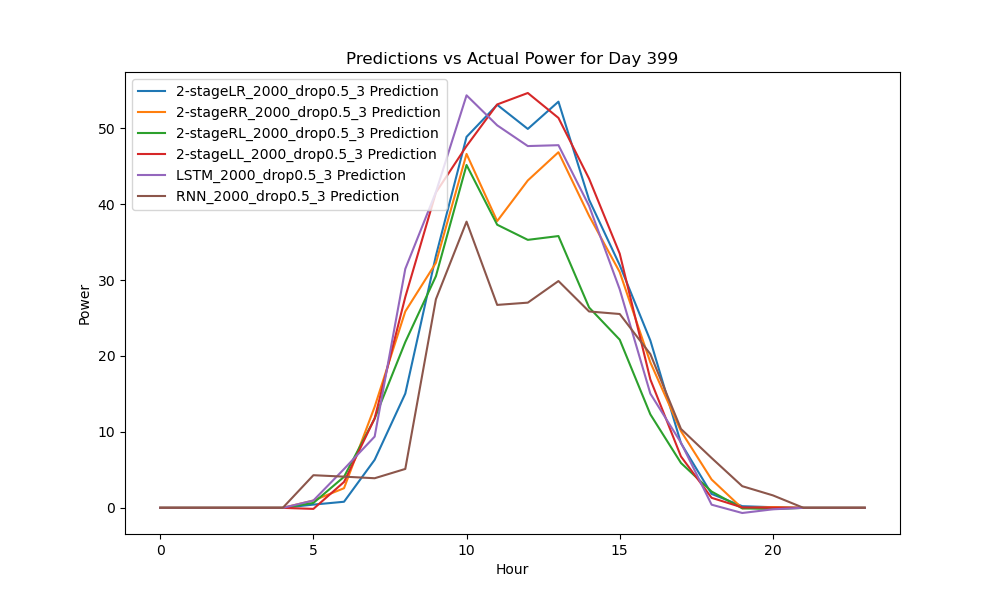 Predictions vs Actual Power for Day 399
2-stageLR_2000_drop0.5_3 Prediction
2-stageRR_2000_drop0.5_3 Prediction
2-stageRL_2000_drop0.5_3 Prediction
2-stageLL_2000_drop0.5_3 Prediction
LSTM_2000_drop0.5_3 Prediction
RNN_2000_drop0.5_3 Prediction
50
40
30
20
10
0
Power
0 5 10 15 20
Hour